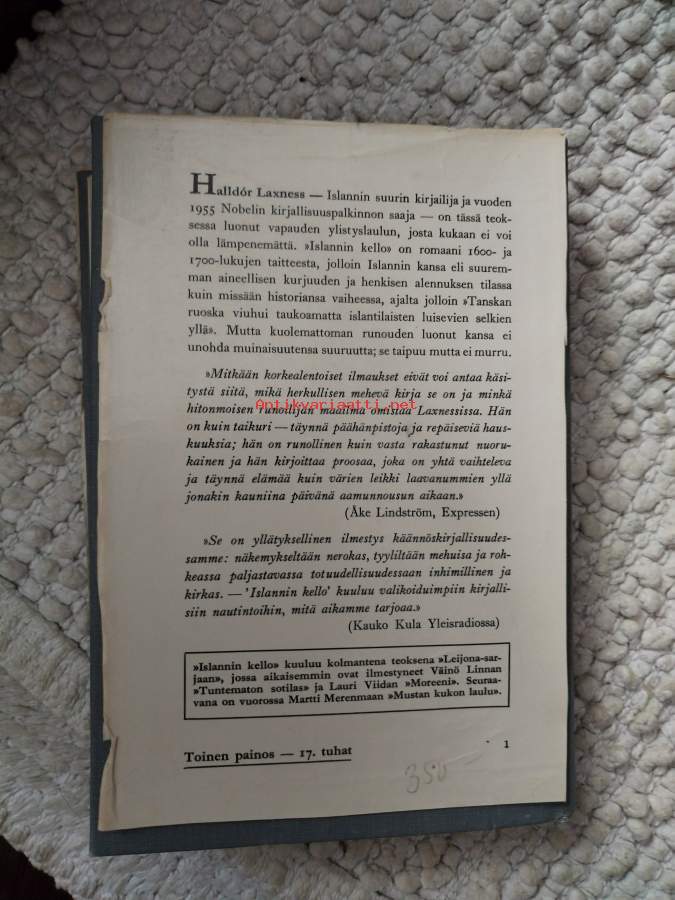 Halldór Laxness — Islannin suurin kirjailija ja vuoden
1955 Nobelin kirjallisuuspalkinnon saaja — on tässä teok-
sessa luonut vapauden ylistyslaulun, josta kukaan ei voi
olla lämpenemättä. »Islannin kello» on romaani 1600- ja
1700-lukujen taitteesta, jolloin Islannin kansa eli suurem-
man aineellisen kurjuuden ja henkisen alennuksen tilassa
kuin missään historiansa vaiheessa, ajalta jolloin »Tanskan
ruoska viuhui taukoamatta islantilaisten luisevien selkien
yllä». Mutta kuolemattoman runouden luonut kansa ei
unohda muinaisuutensa suuruutta; se taipuu mutta ei murru.
»Mitkään korkealentoiset ilmaukset eivät voi antaa käsi-
tystä siitä, mikä herkullisen mehevä kirja se on ja minkä
Antikvariaatti.net
hitonmoisen runoilijan maailma omistaa Laxnessissa. Hän
on kuin taikuri — täynnä päähänpistoja ja repäiseviä haus-
kuuksia; hän on runollinen kuin vasta rakastunut nuoru-
kainen ja hän kirjoittaa proosaa, joka on yhtä vaihteleva
ja täynnä elämää kuin värien leikki laavanummien yllä
jonakin kauniina päivänä aamunnousun aikaan.»
(Åke Lindström, Expressen)
»Se on yllätyksellinen ilmestys käännöskirjallisuudes-
samme: näkemykseltään nerokas, tyyliltään mehuisa ja roh-
keassa paljastavassa totuudellisuudessaan inhimillinen ja
kirkas. — 'Islannin kello' kuuluu valikoiduimpiin kirjalli-
siin nautintoihin, mitä aikamme tarjoaa.»
(Kauko Kula Yleisradiossa)
»Islannin kello» kuuluu kolmantena teoksena »Leijona-sar-
jaan», jossa aikaisemmin ovat ilmestyneet Väinö Linnan
»Tuntematon sotilas» ja Lauri Viidan »Moreeni». Seuraa-
vana on vuorossa Martti Merenmaan »Mustan kukon laulu».
Toinen painos — 17. tuhat
1
350